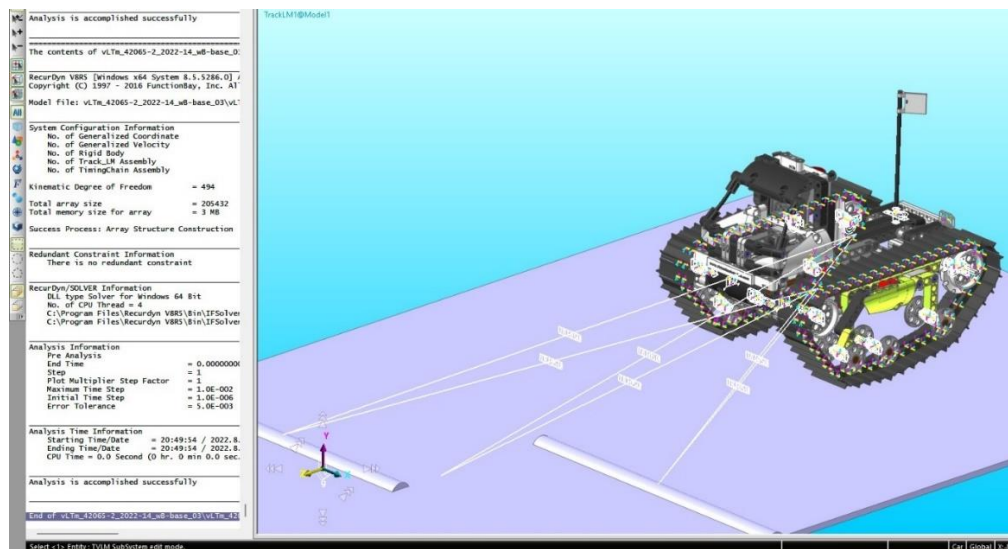 TrackLM1@Model1
Analysis is accomplished successfully
The contents of vLTm_42065-2_2022-14_wB-base_03
RecurDyn V8R5 [Windows x64 System 8.5.5286.0]
Copyright (C) 1997 - 2016 FunctionBay, Inc. Al
Model file: vLTm_42065-2_2022-14_wB-base_03\vLT
System Configuration Information
No. of Generalized Coordinate
No. of Generalized Velocity
No. of Rigid Body
No. of Track_LM Assembly
No. of TimingChain Assembly
Kinematic Degree of Freedom = 494
Total array size = 205432
Total memory size for array = 3 MB
Success Process: Array Structure Construction
Redundant Constraint Information
There is no redundant constraint
RecurDyn/SOLVER Information
DLL type Solver for Windows 64 Bit
No. of CPU Thread = 4
C:\Program Files\Recurdyn V8R5\Bin\IFSolve
C:\Program Files\Recurdyn V8R5\Bin\IFSolve
Analysis Information
Pre Analysis
End Time = 0.00000000
Step = 1
Plot Multiplier Step Factor = 1
Maximum Time Step = 1.0E-002
Initial Time Step = 1.0E-006
Error Tolerance = 5.0E-003
Analysis Time Information
Starting Time/Date = 20:49:54 / 2022.8.
Ending Time/Date = 20:49:54 / 2022.8.
CPU Time = 0.0 Second (0 hr. 0 min 0.0 sec.
Analysis is accomplished successfully
End of vLTm_42065-2_2022-14_wB-base_03\vLTm_42
Y
All
Select <1> Entity : TVLM SubSystem edit mode.
Car Global